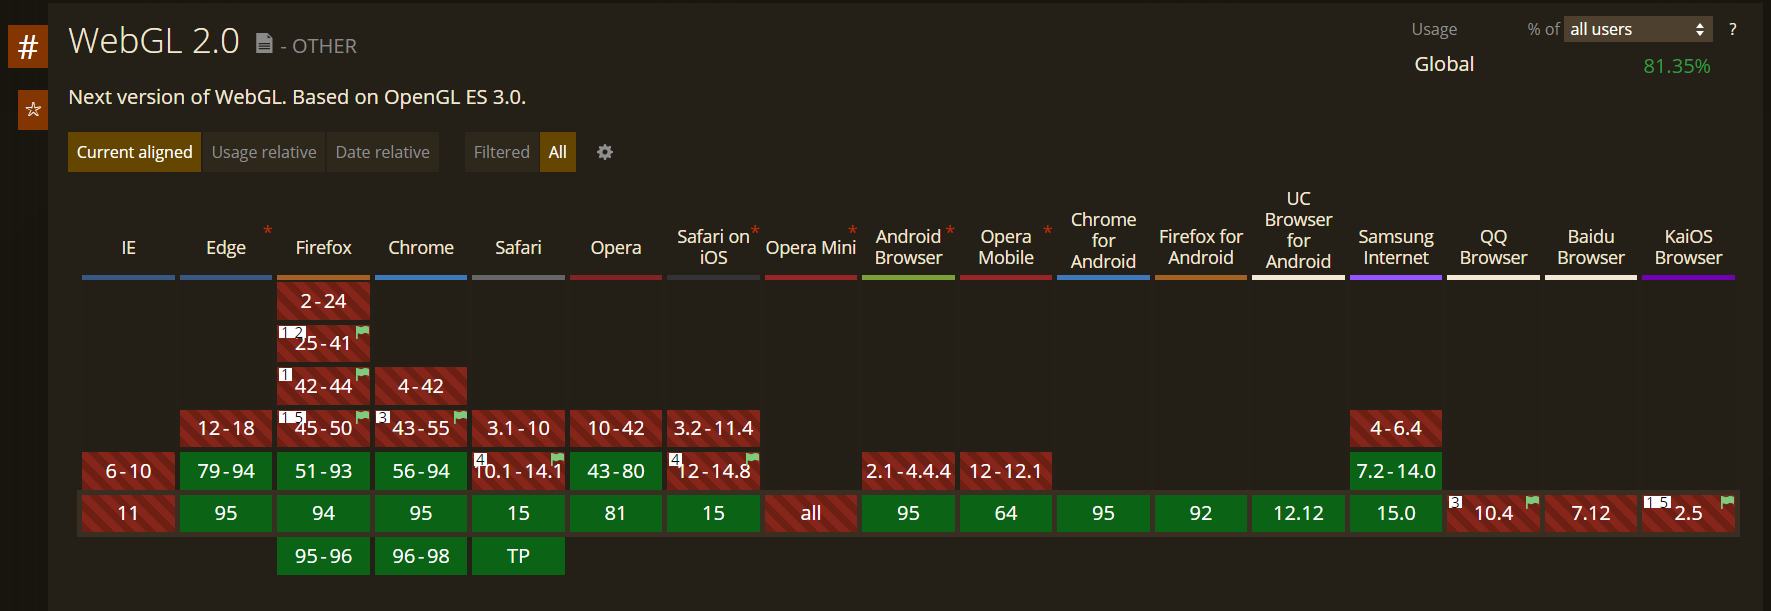 #
WebGL 2.0 - OTHER
Usage % of all users ?
Global 81.35%
☆
Next version of WebGL. Based on OpenGL ES 3.0.
Current aligned Usage relative Date relative Filtered All
IE Edge * Firefox Chrome Safari Opera Safari on iOS * Opera Mini * Android Browser * Opera Mobile * Chrome for Android Firefox for Android UC Browser for Android Samsung Internet QQ Browser Baidu Browser KaiOS Browser
2-24
1 2 25-41
1 42-44 4-42
12-18 1 5 45-50 3 43-55 3.1-10 10-42 3.2-11.4 4-6.4
6-10 79-94 51-93 56-94 4 10.1-14.1 43-80 4 12-14.8 2.1-4.4.4 12-12.1 7.2-14.0
11 95 94 95 15 81 15 all 95 64 95 92 12.12 15.0 3 10.4 7.12 1 5 2.5
95-96 96-98 TP